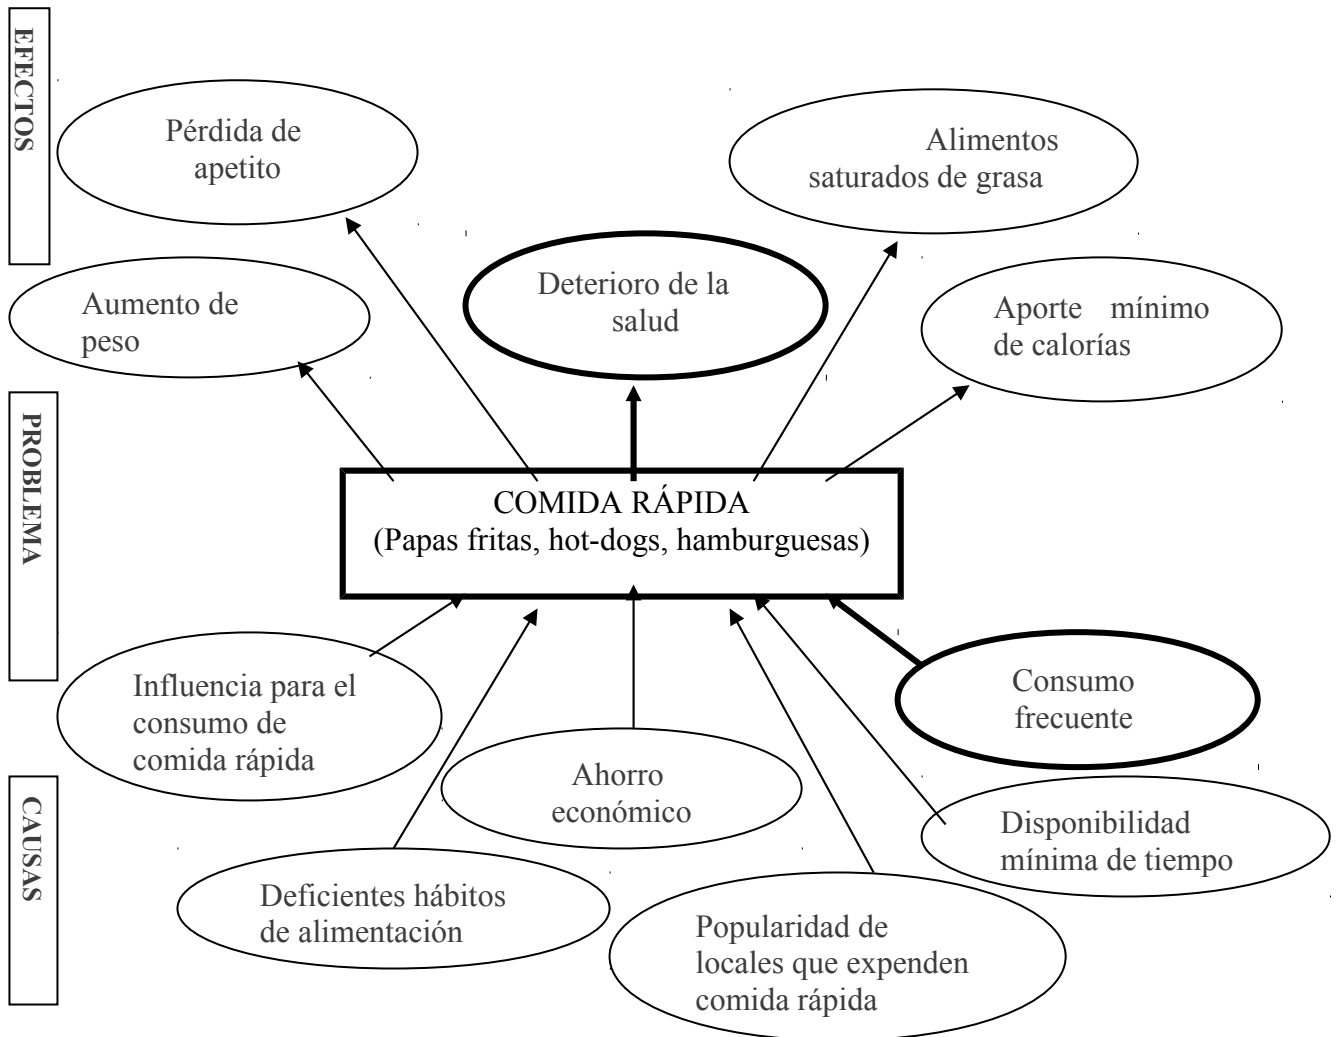 EFECTOS
Pérdida de
apetito
Alimentos
saturados de grasa
Deterioro de la
salud
Aumento de
peso
Aporte mínimo
de calorías
PROBLEMA
COMIDA RÁPIDA
(Papas fritas, hot-dogs, hamburguesas)
Influencia para el
consumo de
comida rápida
Consumo
frecuente
Ahorro
económico
CAUSAS
Disponibilidad
mínima de tiempo
Deficientes hábitos
de alimentación
Popularidad de
locales que expenden
comida rápida